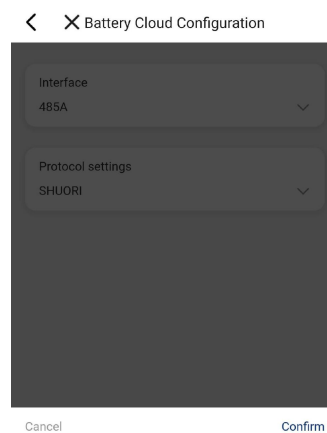 Battery Cloud Configuration
Interface
485A
Protocol settings
SHUORI
Cancel Confirm